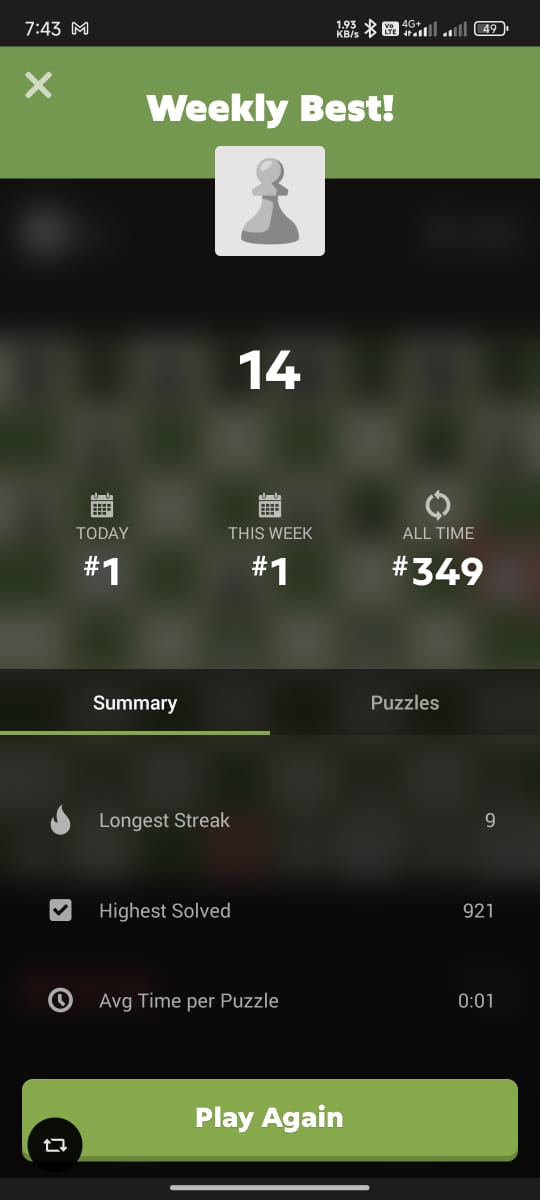 7:43
1.93 KB/s VoLTE 4G+ 49
Weekly Best!
14
TODAY
#1
THIS WEEK
#1
ALL TIME
#349
Summary
Puzzles
Longest Streak 9
Highest Solved 921
Avg Time per Puzzle 0:01
Play Again